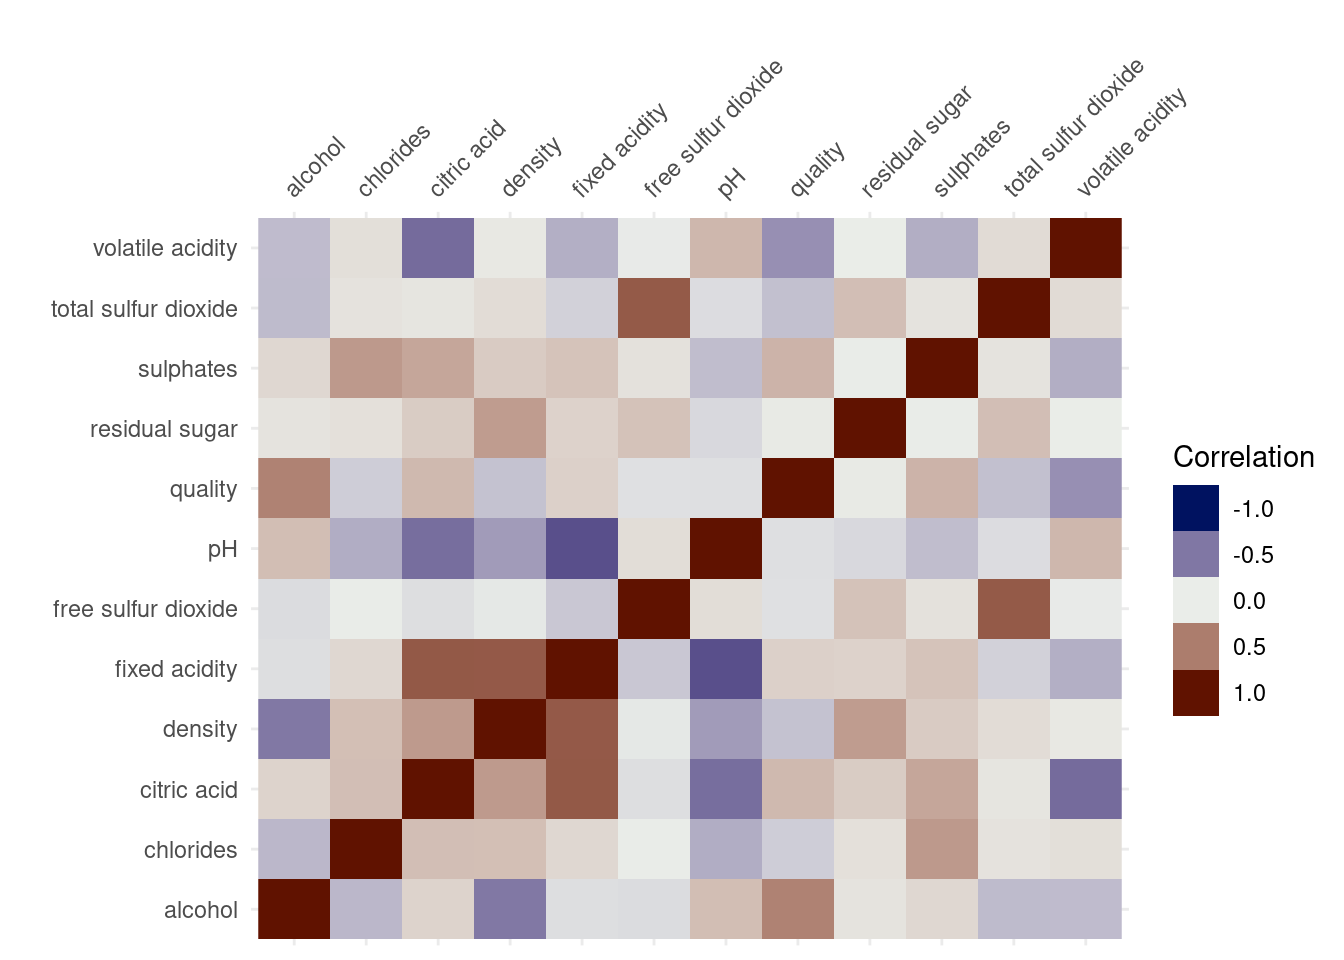 alcohol
chlorides
citric acid
density
fixed acidity
free sulfur dioxide
pH
quality
residual sugar
sulphates
total sulfur dioxide
volatile acidity
volatile acidity
total sulfur dioxide
sulphates
residual sugar
quality
pH
free sulfur dioxide
fixed acidity
density
citric acid
chlorides
alcohol
Correlation
-1.0
-0.5
0.0
0.5
1.0